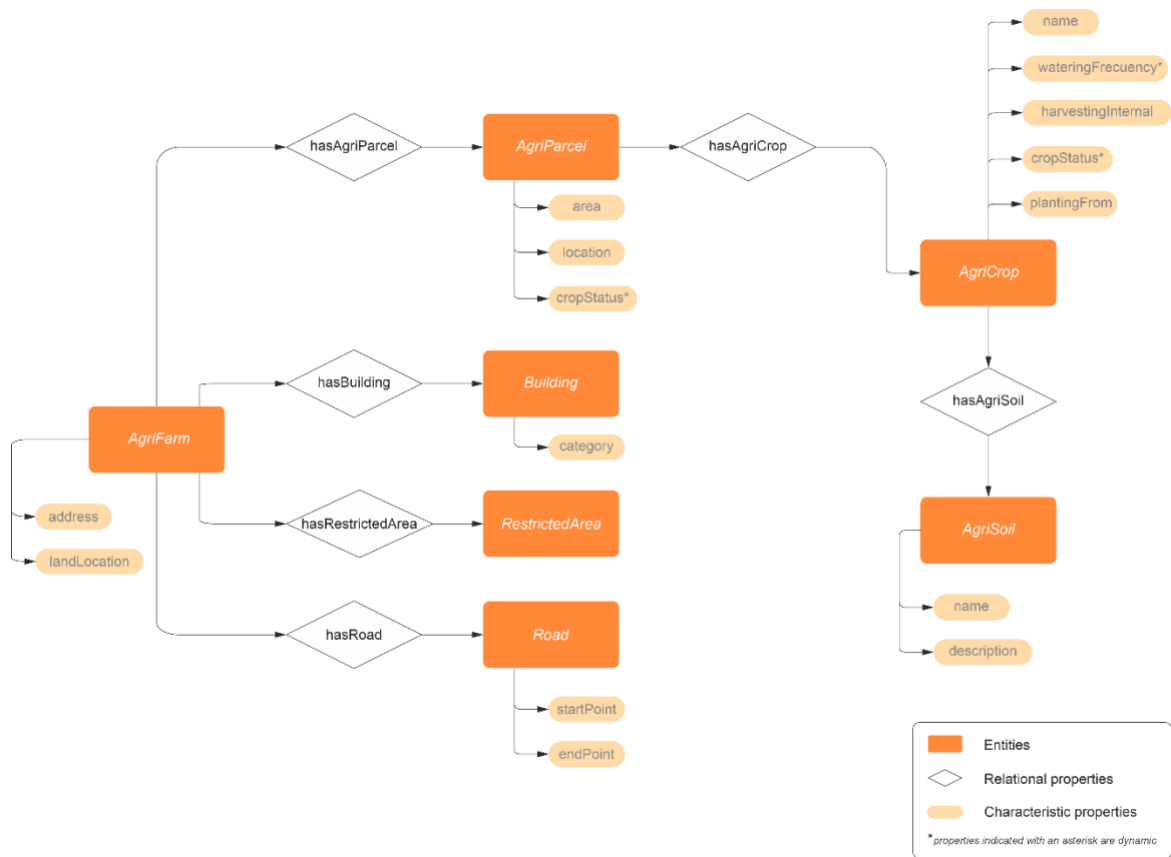 name
wateringFrecuency*
harvestingInternal
cropStatus*
plantingFrom
hasAgriParcel
AgriParcel
hasAgriCrop
area
location
cropStatus*
AgriCrop
hasBuilding
Building
category
hasAgriSoil
AgriFarm
address
landLocation
hasRestrictedArea
RestrictedArea
AgriSoil
name
description
hasRoad
Road
startPoint
endPoint
Entities
Relational properties
Characteristic properties
*properties indicated with an asterisk are dynamic